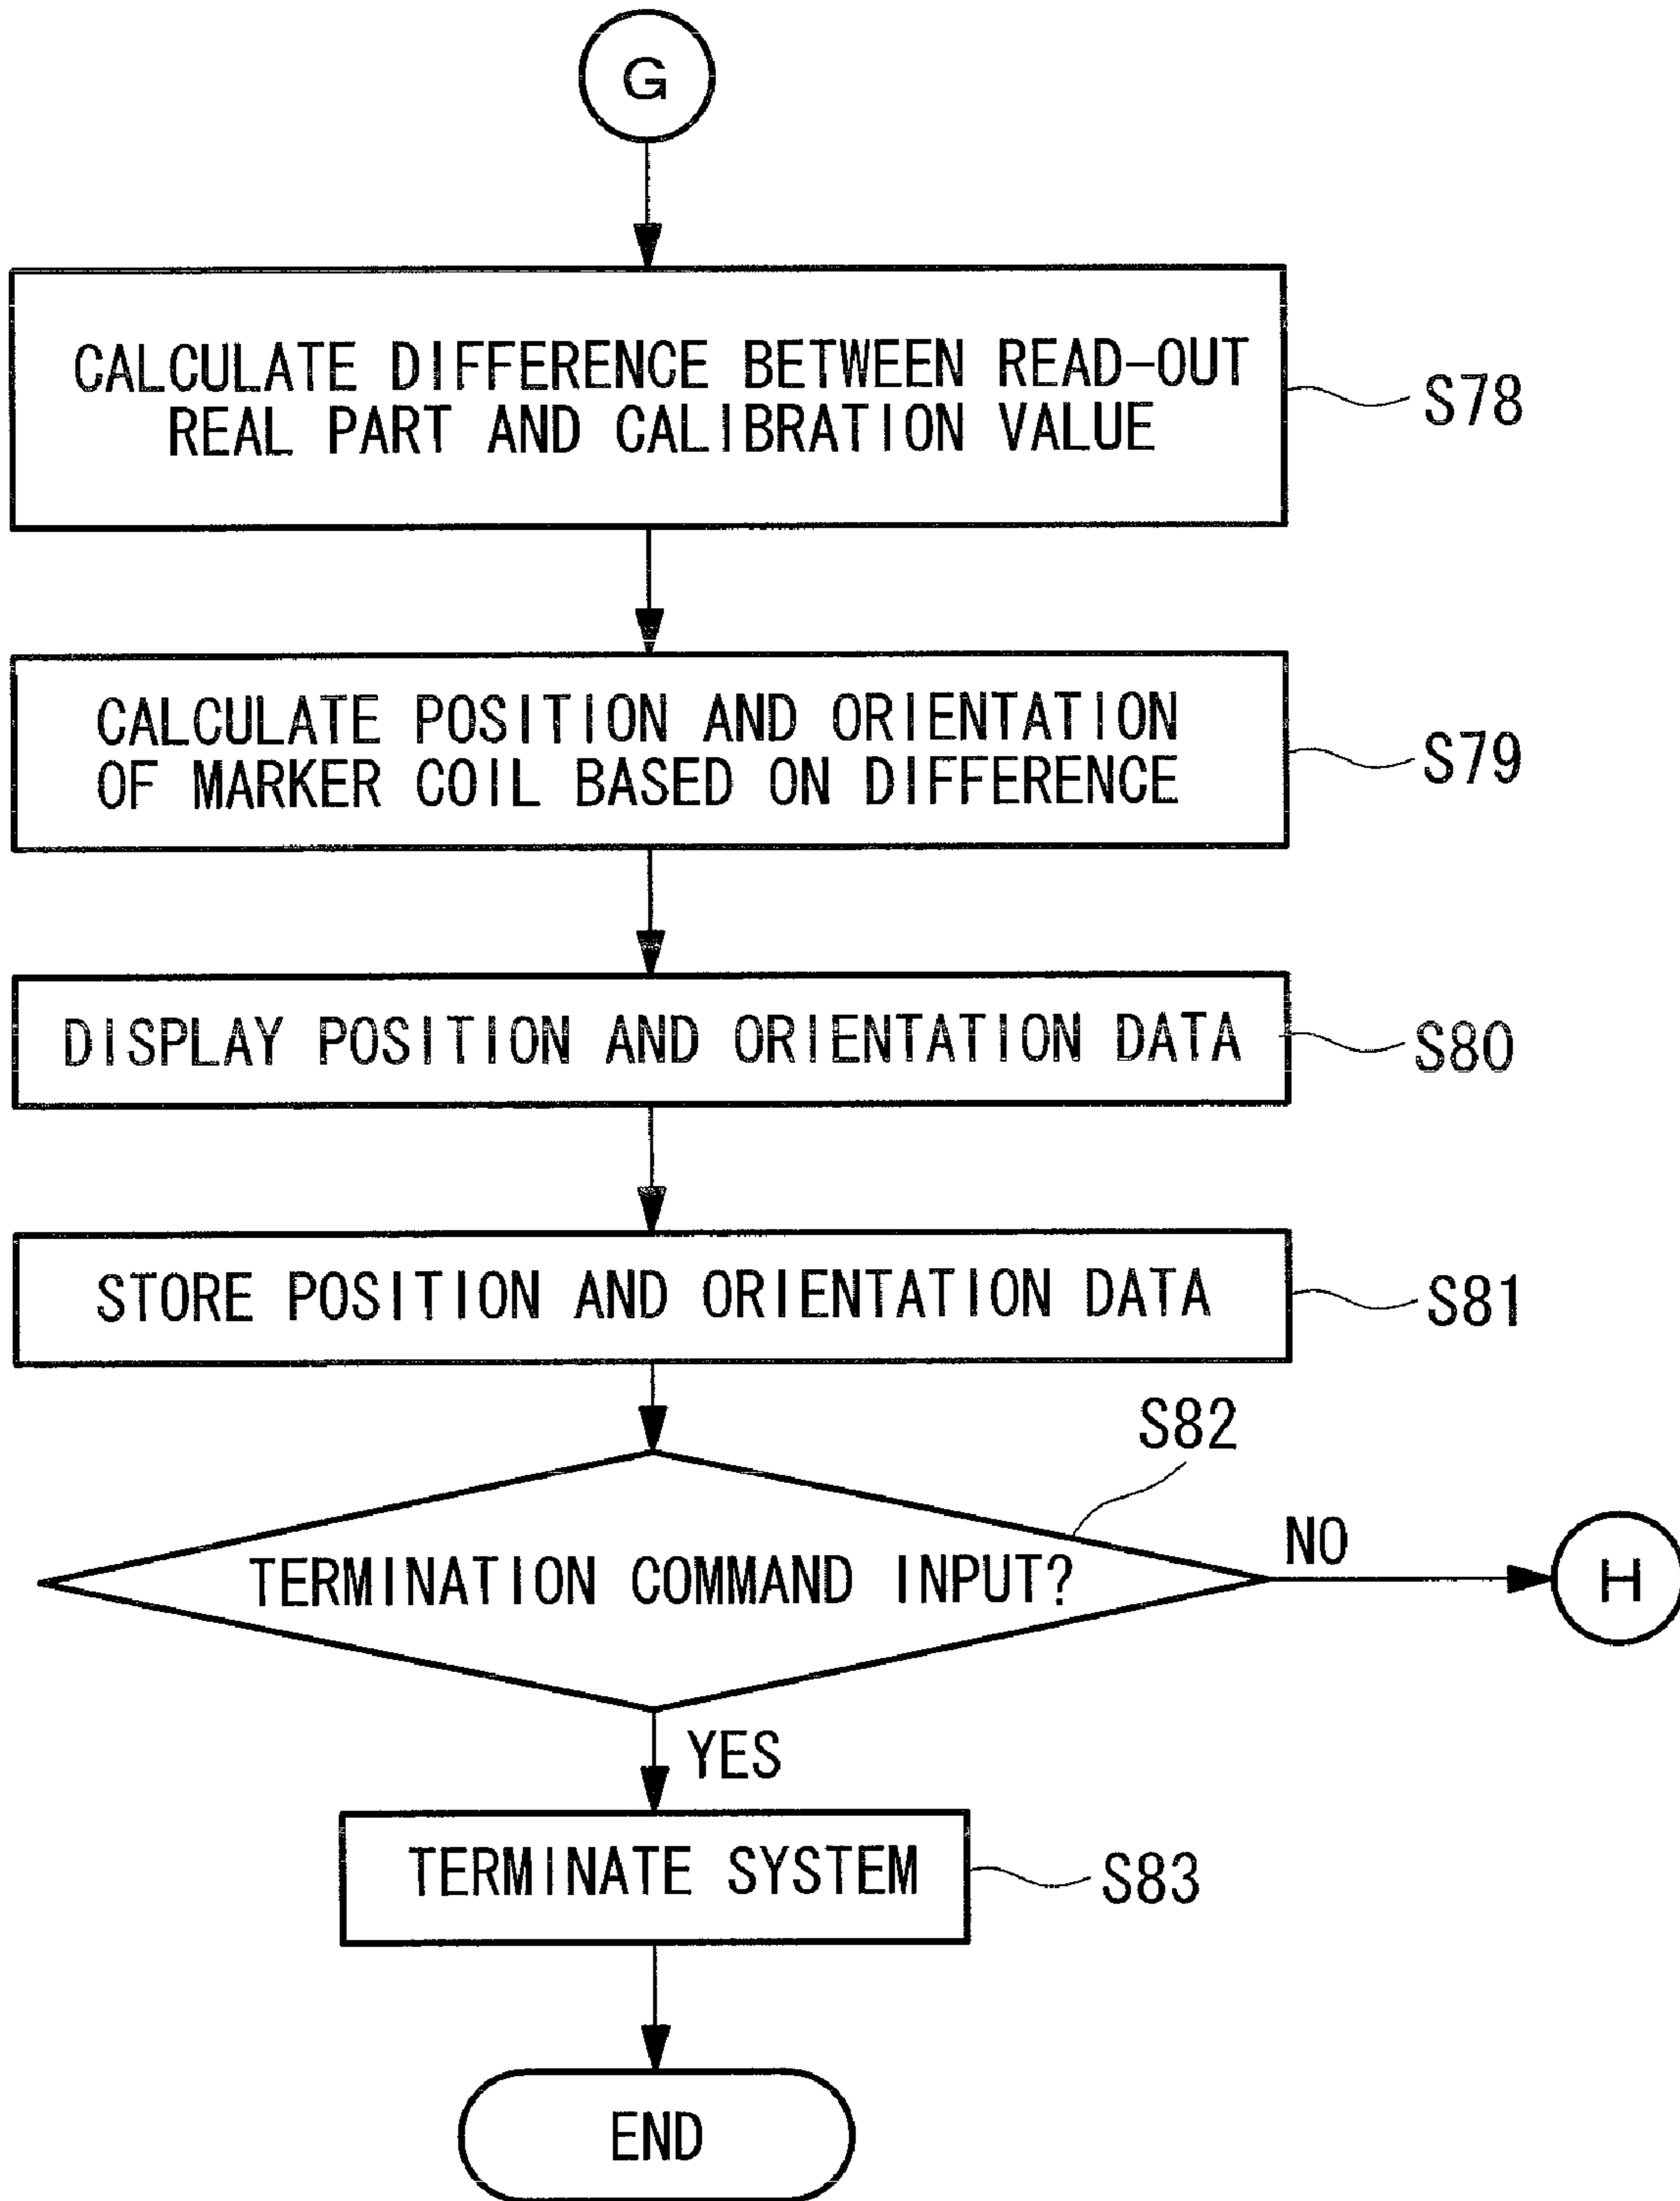 G
CALCULATE DIFFERENCE BETWEEN READ-OUT
REAL PART AND CALIBRATION VALUE
S78
CALCULATE POSITION AND ORIENTATION
OF MARKER COIL BASED ON DIFFERENCE
S79
DISPLAY POSITION AND ORIENTATION DATA
S80
STORE POSITION AND ORIENTATION DATA
S81
S82
TERMINATION COMMAND INPUT?
NO
H
YES
TERMINATE SYSTEM
S83
END